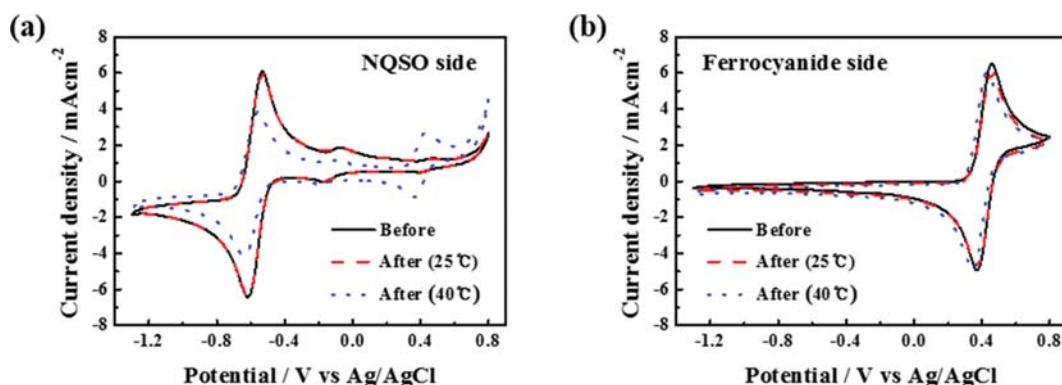 (a)
NQSO side
Current density / mAcm-2
8
6
4
2
0
-2
-4
-6
-8
Before
After (25℃)
After (40℃)
-1.2
-0.8
-0.4
0.0
0.4
0.8
Potential / V vs Ag/AgCl
(b)
Ferrocyanide side
Current density / mAcm-2
8
6
4
2
0
-2
-4
-6
-8
Before
After (25℃)
After (40℃)
-1.2
-0.8
-0.4
0.0
0.4
0.8
Potential / V vs Ag/AgCl